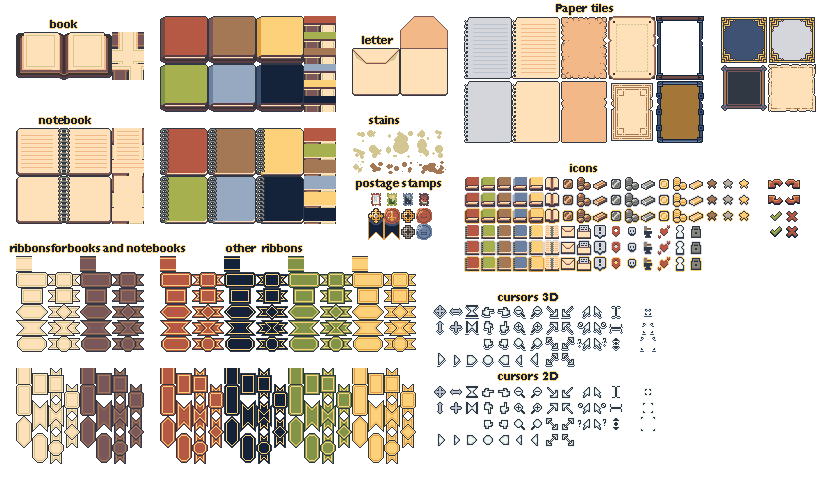 Paper tiles
book
letter
notebook
stains
icons
postage stamps
ribbonsforbooks and notebooks
other ribbons
cursors 3D
cursors 2D